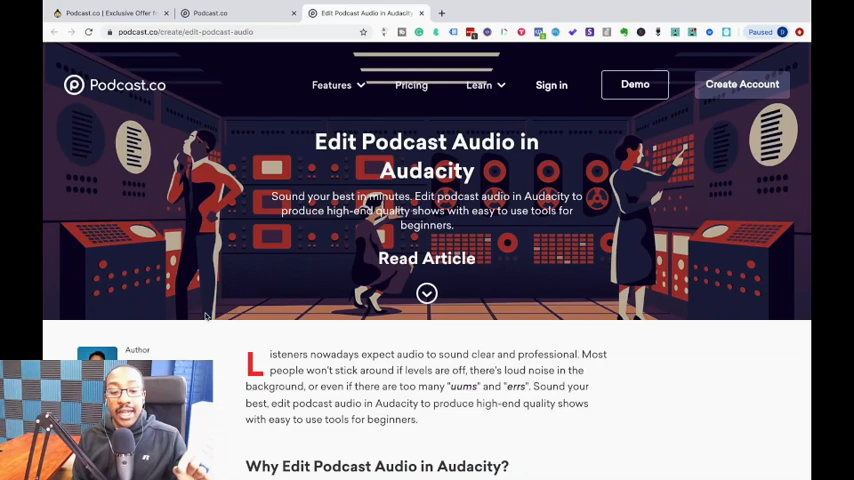 Podcast.co | Exclusive Offer f
Podcast.co
Edit Podcast Audio in Audacity
podcast.co/create/edit-podcast-audio
Paused
Podcast.co
Features
Pricing
Learn
Sign in
Demo
Create Account
Edit Podcast Audio in
Audacity
Sound your best in minutes. Edit podcast audio in Audacity to
produce high-end quality shows with easy to use tools for
beginners.
Read Article
Author
Listeners nowadays expect audio to sound clear and professional. Most
people won't stick around if levels are off, there's loud noise in the
background, or even if there are too many "uums" and "errs". Sound your
best, edit podcast audio in Audacity to produce high-end quality shows
with easy to use tools for beginners.
Why Edit Podcast Audio in Audacity?